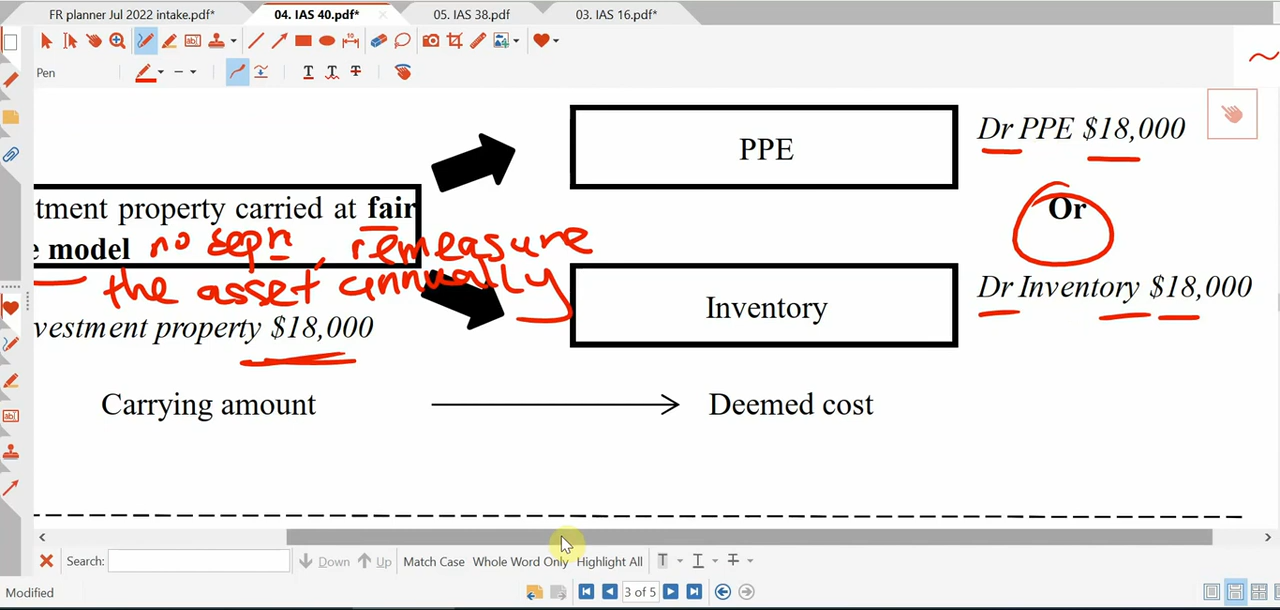 FR planner Jul 2022 intake.pdf*
04. IAS 40.pdf*
05. IAS 38.pdf
03. IAS 16.pdf*
Pen
PPE
Dr PPE $18,000
tment property carried at fair
e model
no sepn, remeasure
the asset annually
Or
Inventory
Dr Inventory $18,000
vestment property $18,000
Carrying amount
Deemed cost
Search:
Down
Up
Match Case
Whole Word Only
Highlight All
Modified
3 of 5